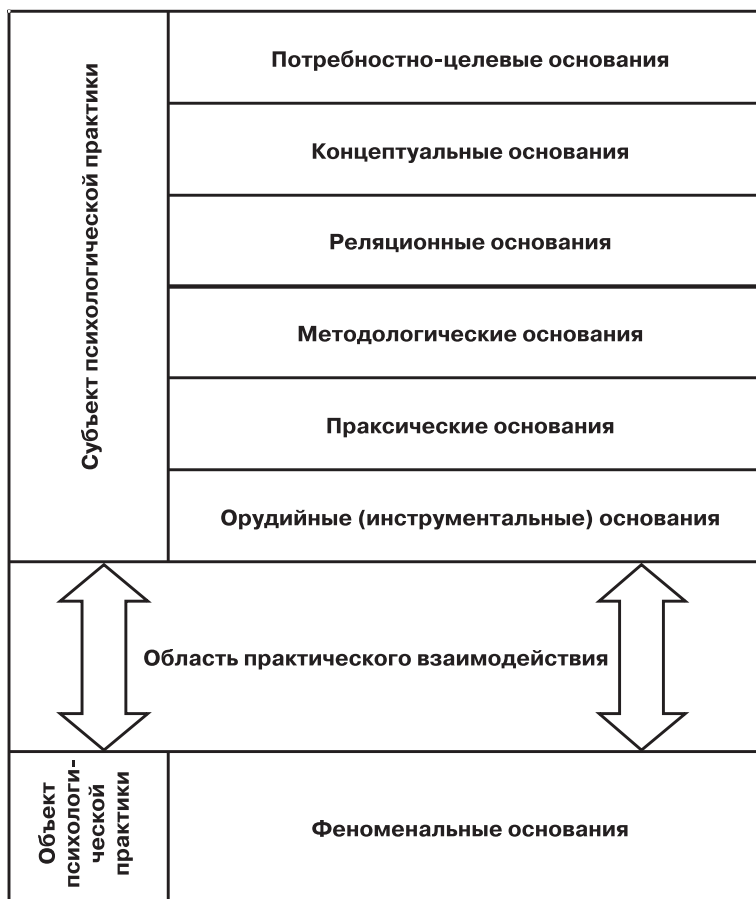 Субъект психологической практики
Потребностно-целевые основания
Концептуальные основания
Реляционные основания
Методологические основания
Праксические основания
Орудийные (инструментальные) основания
Область практического взаимодействия
Объект
психологи-
ческой
практики
Феноменальные основания